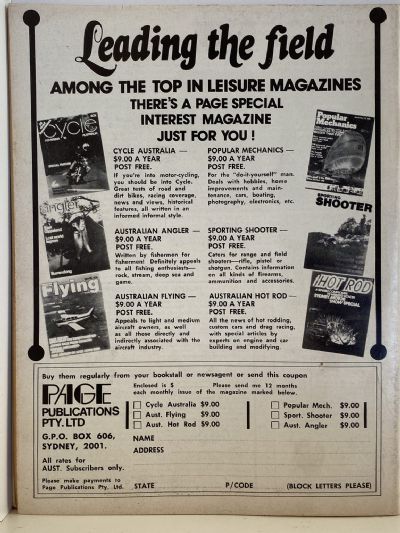 Leading the field
AMONG THE TOP IN LEISURE MAGAZINES
THERE'S A PAGE SPECIAL
INTEREST MAGAZINE
JUST FOR YOU !
cycle
AUSTRALIA
CYCLE AUSTRALIA —
$9.00 A YEAR
POST FREE.
If you're into motor-cycling,
you should be into Cycle.
Great tests of road and
dirt bikes, racing coverage,
news and views, historical
features, all written in an
informed informal style.
POPULAR MECHANICS —
$9.00 A YEAR
POST FREE.
For the "do-it-yourself" man.
Deals with hobbies, home
improvements and main-
tenance, cars, boating,
photography, electronics, etc.
Popular
Mechanics
angler
AUSTRALIAN ANGLER —
$9.00 A YEAR
POST FREE.
Written by fishermen for
fishermen! Definitely appeals
to all fishing enthusiasts—
rock, stream, deep sea and
game.
SPORTING SHOOTER —
$9.00 A YEAR
POST FREE.
Caters for range and field
shooters—rifle, pistol or
shotgun. Contains information
on all kinds of firearms,
ammunition and accessories.
SHOOTER
Flying
AUSTRALIAN FLYING —
$9.00 A YEAR
POST FREE.
Appeals to light and medium
aircraft owners, as well
as all those directly and
indirectly associated with the
aircraft industry.
AUSTRALIAN HOT ROD —
$9.00 A YEAR
POST FREE.
All the news of hot rodding,
custom cars and drag racing,
with special articles by
experts on engine and car
building and modifying.
HOT ROD
Buy them regularly from your bookstall or newsagent or send this coupon
PAGE
PUBLICATIONS
PTY. LTD
G.P.O. BOX 606,
SYDNEY, 2001.
All rates for
AUST. Subscribers only.
Please make payments to
Page Publications Pty. Ltd.
Enclosed is $ Please send me 12 months
each monthly issue of the magazine marked below.
Cycle Australia $9.00
Aust. Flying $9.00
Aust. Hot Rod $9.00
Popular Mech. $9.00
Sport. Shooter $9.00
Aust. Angler $9.00
NAME
ADDRESS
STATE P/CODE (BLOCK LETTERS PLEASE)